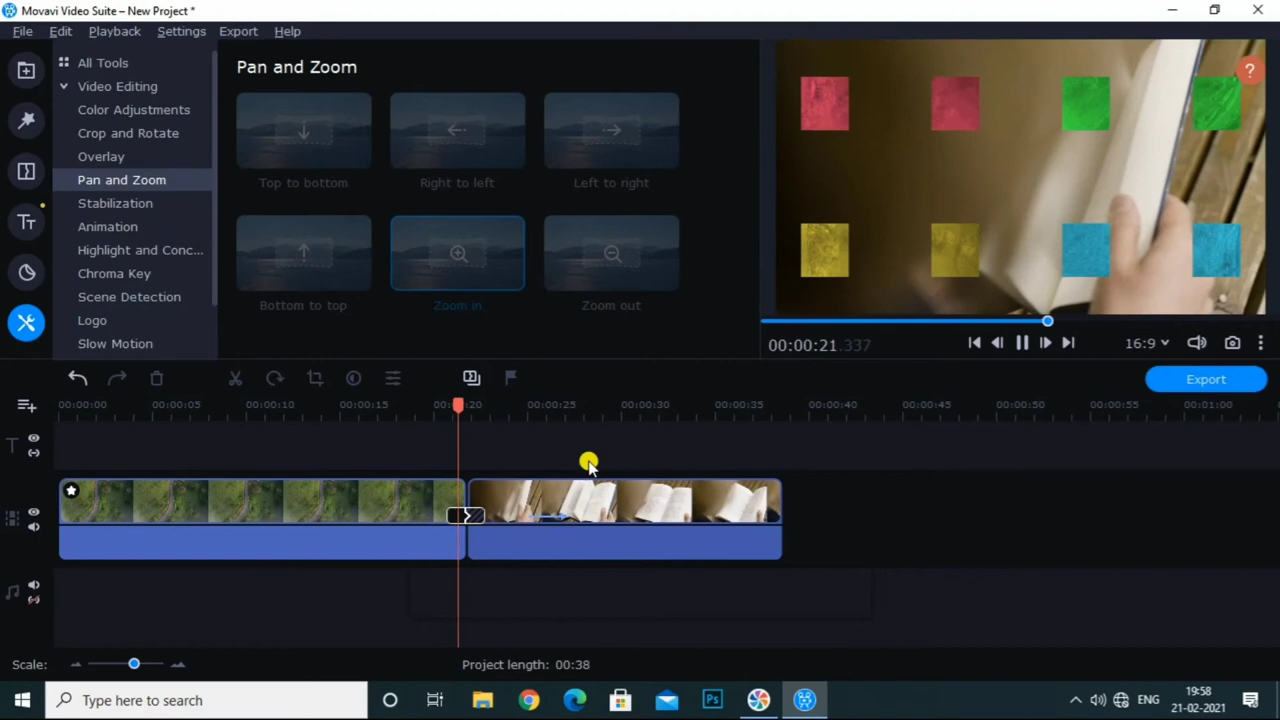 Movavi Video Suite – New Project *
File Edit Playback Settings Export Help
All Tools
Video Editing
Color Adjustments
Crop and Rotate
Overlay
Pan and Zoom
Stabilization
Animation
Highlight and Conc...
Chroma Key
Scene Detection
Logo
Slow Motion
Pan and Zoom
Top to bottom
Right to left
Left to right
Bottom to top
Zoom in
Zoom out
?
00:00:21.337
16:9
Export
00:00:00 00:00:05 00:00:10 00:00:15 00:00:20 00:00:25 00:00:30 00:00:35 00:00:40 00:00:45 00:00:50 00:00:55 00:01:00
Scale:
Project length: 00:38
Type here to search
Ps
ENG
19:58
21-02-2021